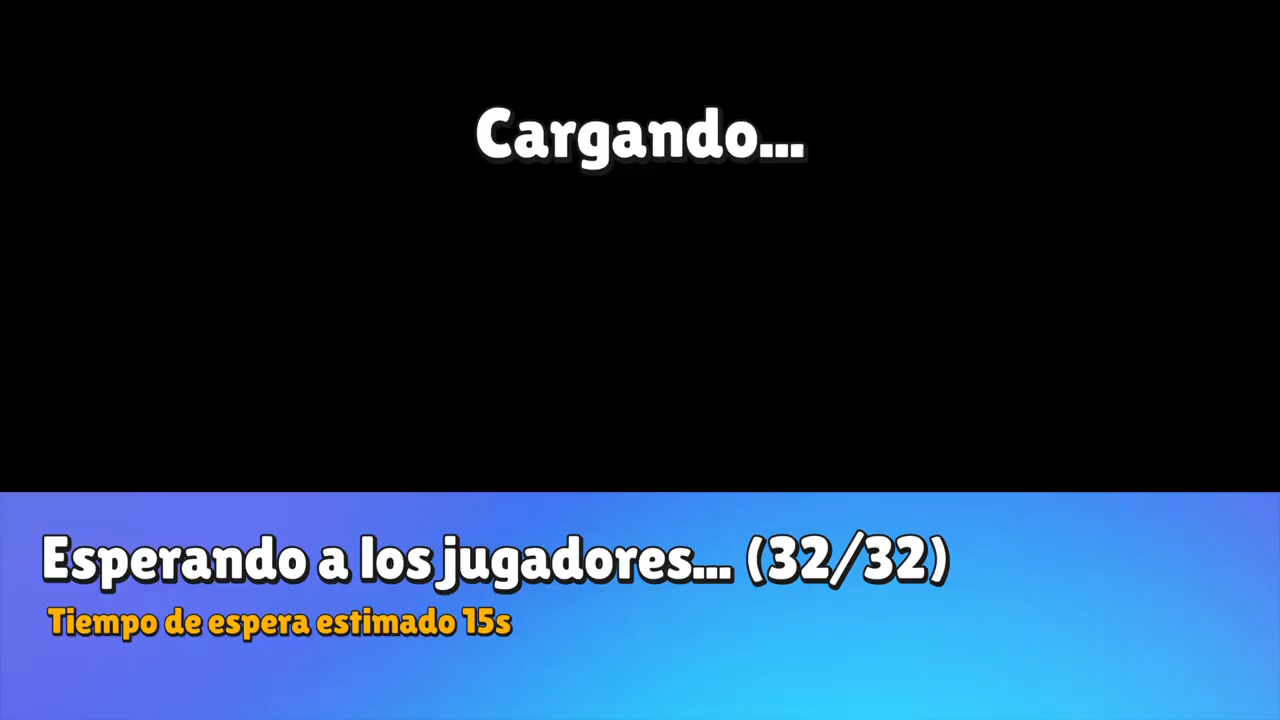 Cargando...
Esperando a los jugadores... (32/32)
Tiempo de espera estimado 15s